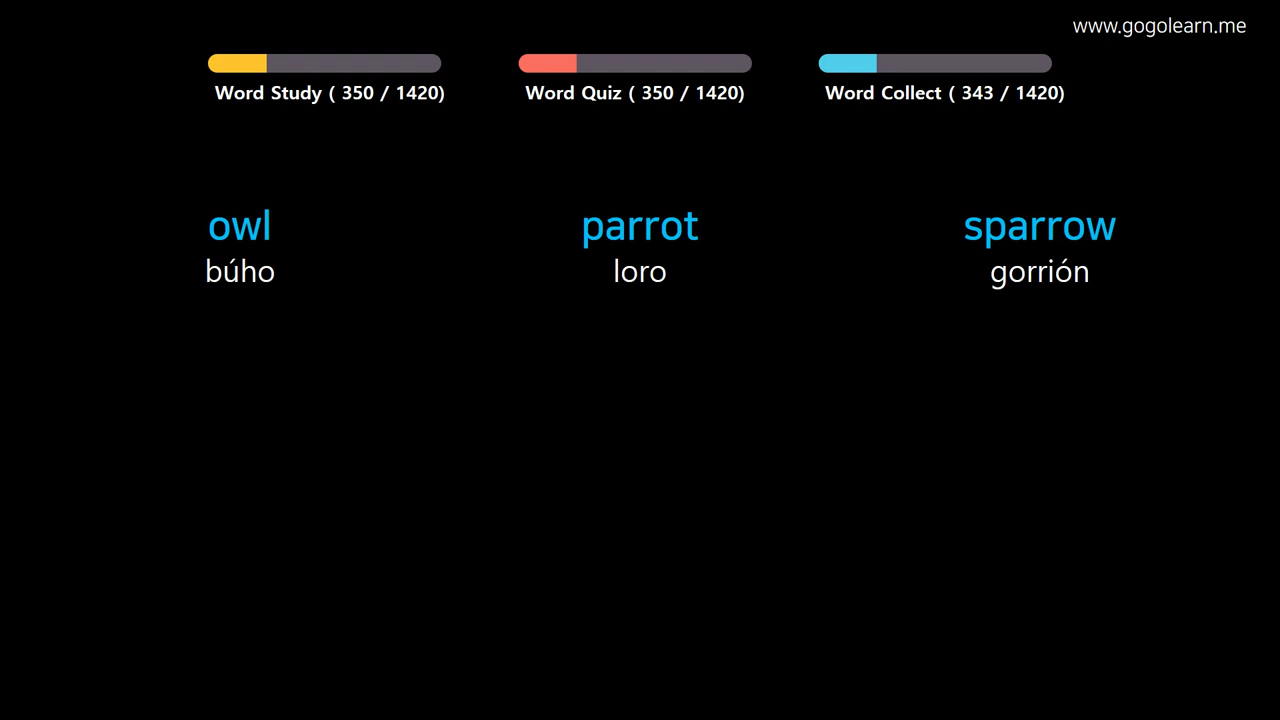 www.gogolearn.me
Word Study ( 350 / 1420)
Word Quiz ( 350 / 1420)
Word Collect ( 343 / 1420)
owl
búho
parrot
loro
sparrow
gorrión